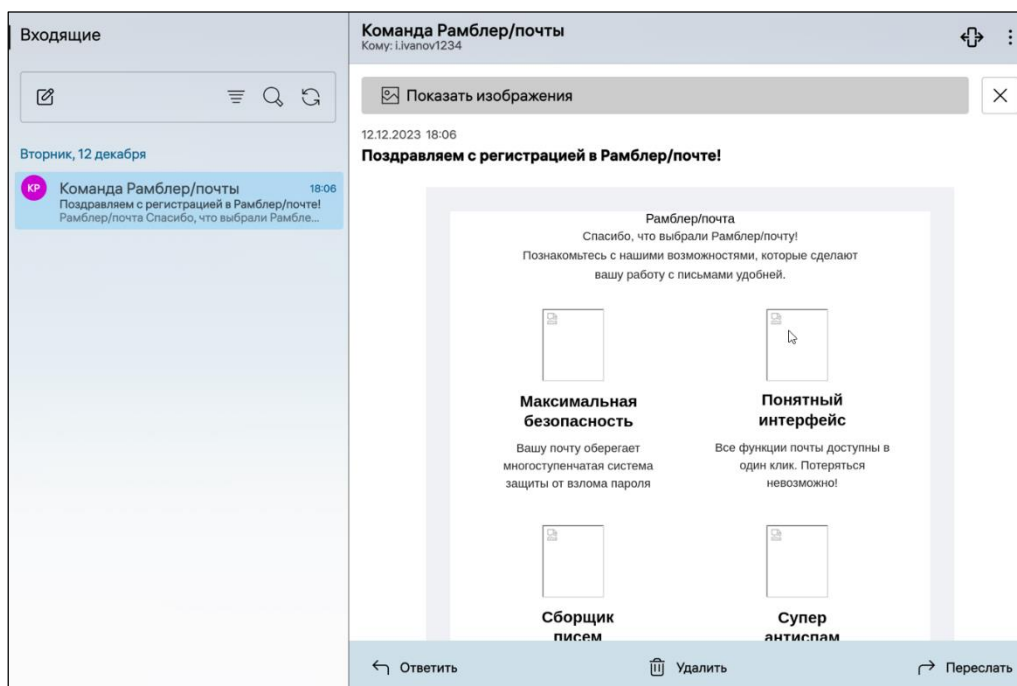 Входящие
Вторник, 12 декабря
КР
Команда Рамблер/почты
18:06
Поздравляем с регистрацией в Рамблер/почте!
Рамблер/почта Спасибо, что выбрали Рамбле...
Команда Рамблер/почты
Кому: i.ivanov1234
Показать изображения
12.12.2023 18:06
Поздравляем с регистрацией в Рамблер/почте!
Рамблер/почта
Спасибо, что выбрали Рамблер/почту!
Познакомьтесь с нашими возможностями, которые сделают
вашу работу с письмами удобней.
Максимальная
безопасность
Вашу почту оберегает
многоступенчатая система
защиты от взлома пароля
Понятный
интерфейс
Все функции почты доступны в
один клик. Потеряться
невозможно!
Сборщик
писем
Супер
антиспам
Ответить
Удалить
Переслать